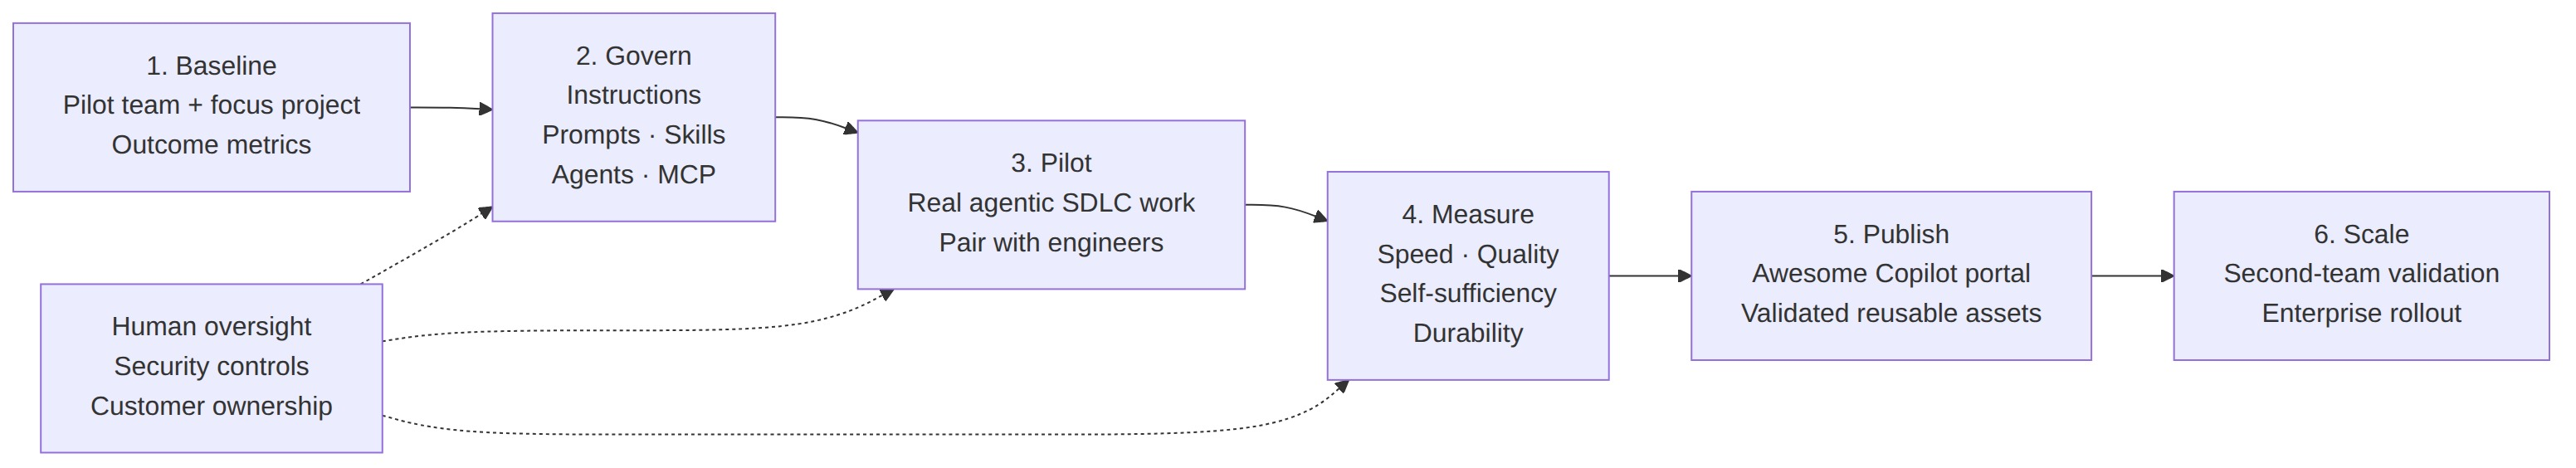 1. Baseline
Pilot team + focus project
Outcome metrics
2. Govern
Instructions
Prompts · Skills
Agents · MCP
3. Pilot
Real agentic SDLC work
Pair with engineers
4. Measure
Speed · Quality
Self-sufficiency
Durability
5. Publish
Awesome Copilot portal
Validated reusable assets
6. Scale
Second-team validation
Enterprise rollout
Human oversight
Security controls
Customer ownership